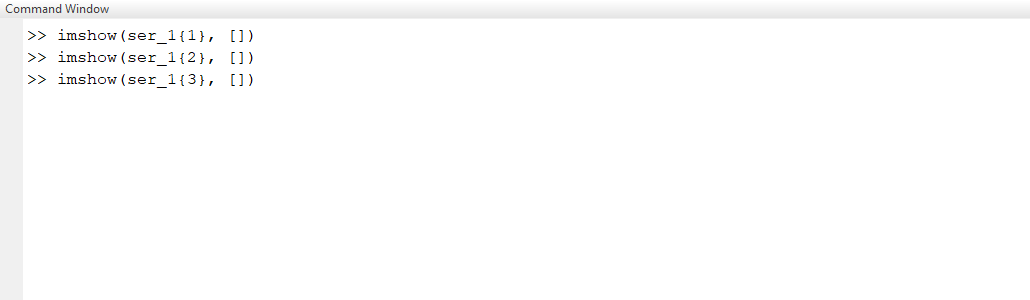 Command Window
>> imshow(ser_1{1}, [])
>> imshow(ser_1{2}, [])
>> imshow(ser_1{3}, [])